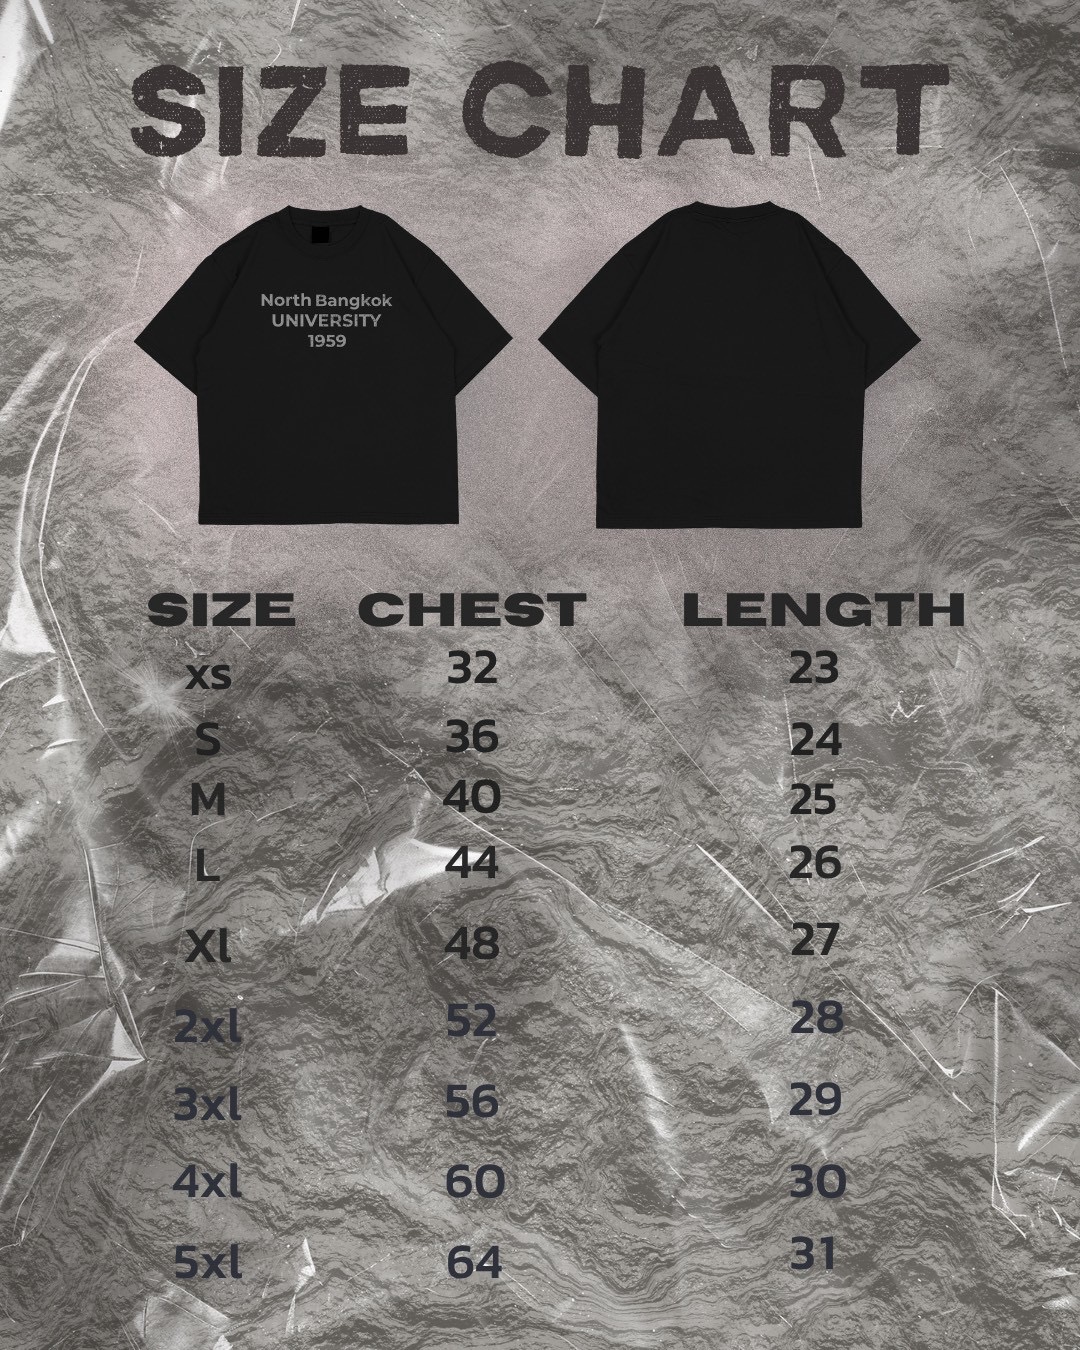 SIZE CHART
North Bangkok
UNIVERSITY
1959
SIZE CHEST LENGTH
xs 32 23
S 36 24
M 40 25
L 44 26
Xl 48 27
2xl 52 28
3xl 56 29
4xl 60 30
5xl 64 31